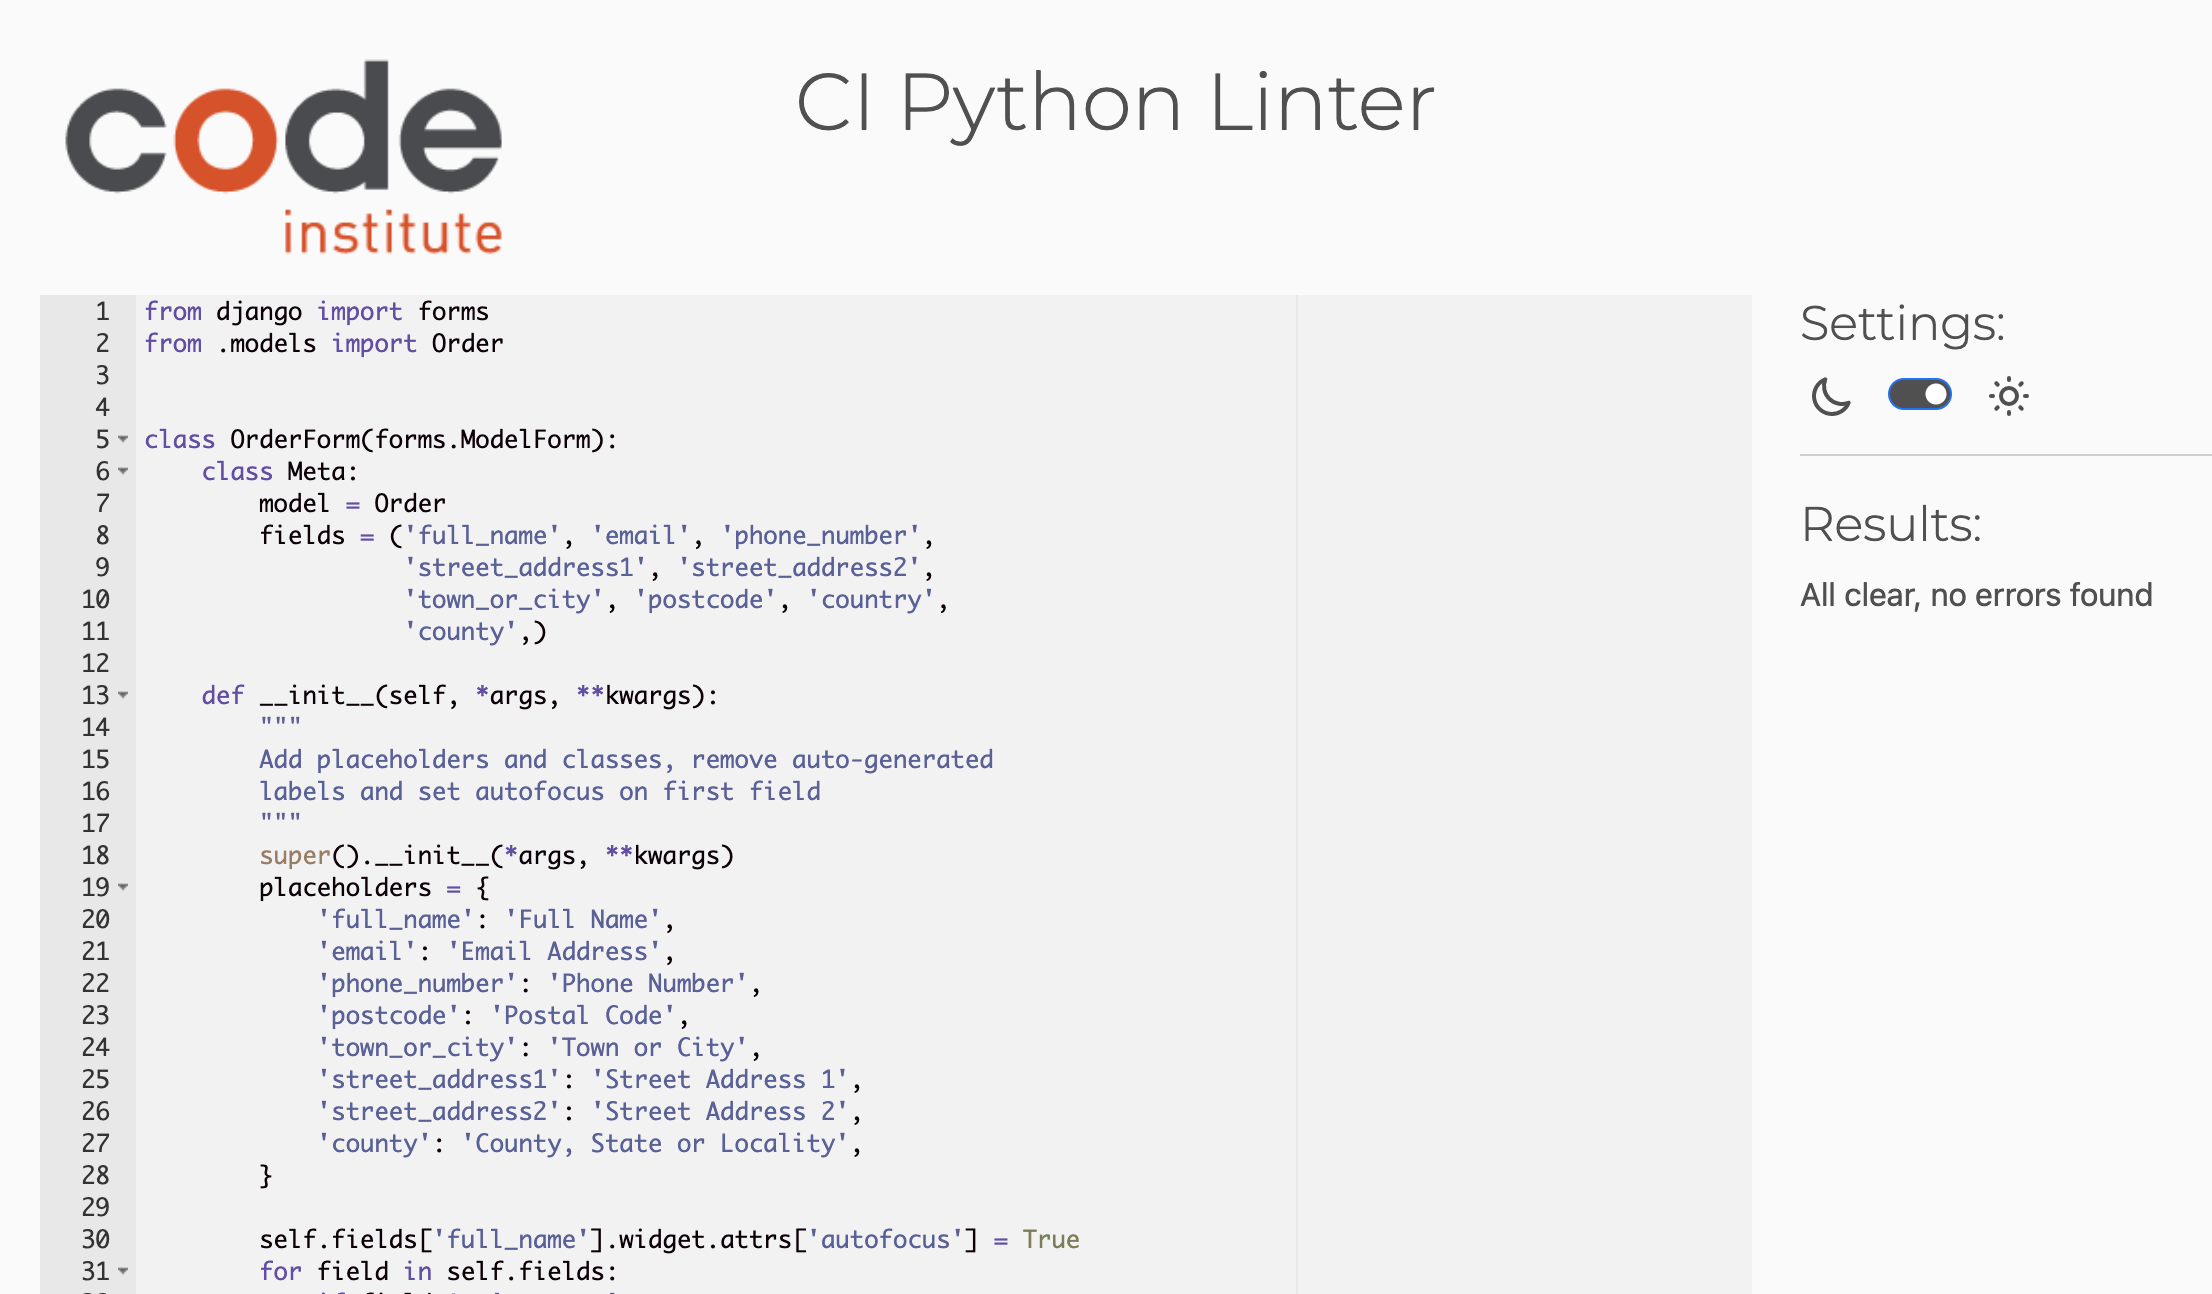 code
institute
CI Python Linter
1 from django import forms
2 from .models import Order
3
4
5 class OrderForm(forms.ModelForm):
6     class Meta:
7         model = Order
8         fields = ('full_name', 'email', 'phone_number',
9                   'street_address1', 'street_address2',
10                   'town_or_city', 'postcode', 'country',
11                   'county',)
12
13     def __init__(self, *args, **kwargs):
14         """
15         Add placeholders and classes, remove auto-generated
16         labels and set autofocus on first field
17         """
18         super().__init__(*args, **kwargs)
19         placeholders = {
20             'full_name': 'Full Name',
21             'email': 'Email Address',
22             'phone_number': 'Phone Number',
23             'postcode': 'Postal Code',
24             'town_or_city': 'Town or City',
25             'street_address1': 'Street Address 1',
26             'street_address2': 'Street Address 2',
27             'county': 'County, State or Locality',
28         }
29
30         self.fields['full_name'].widget.attrs['autofocus'] = True
31         for field in self.fields:
Settings:
Results:
All clear, no errors found